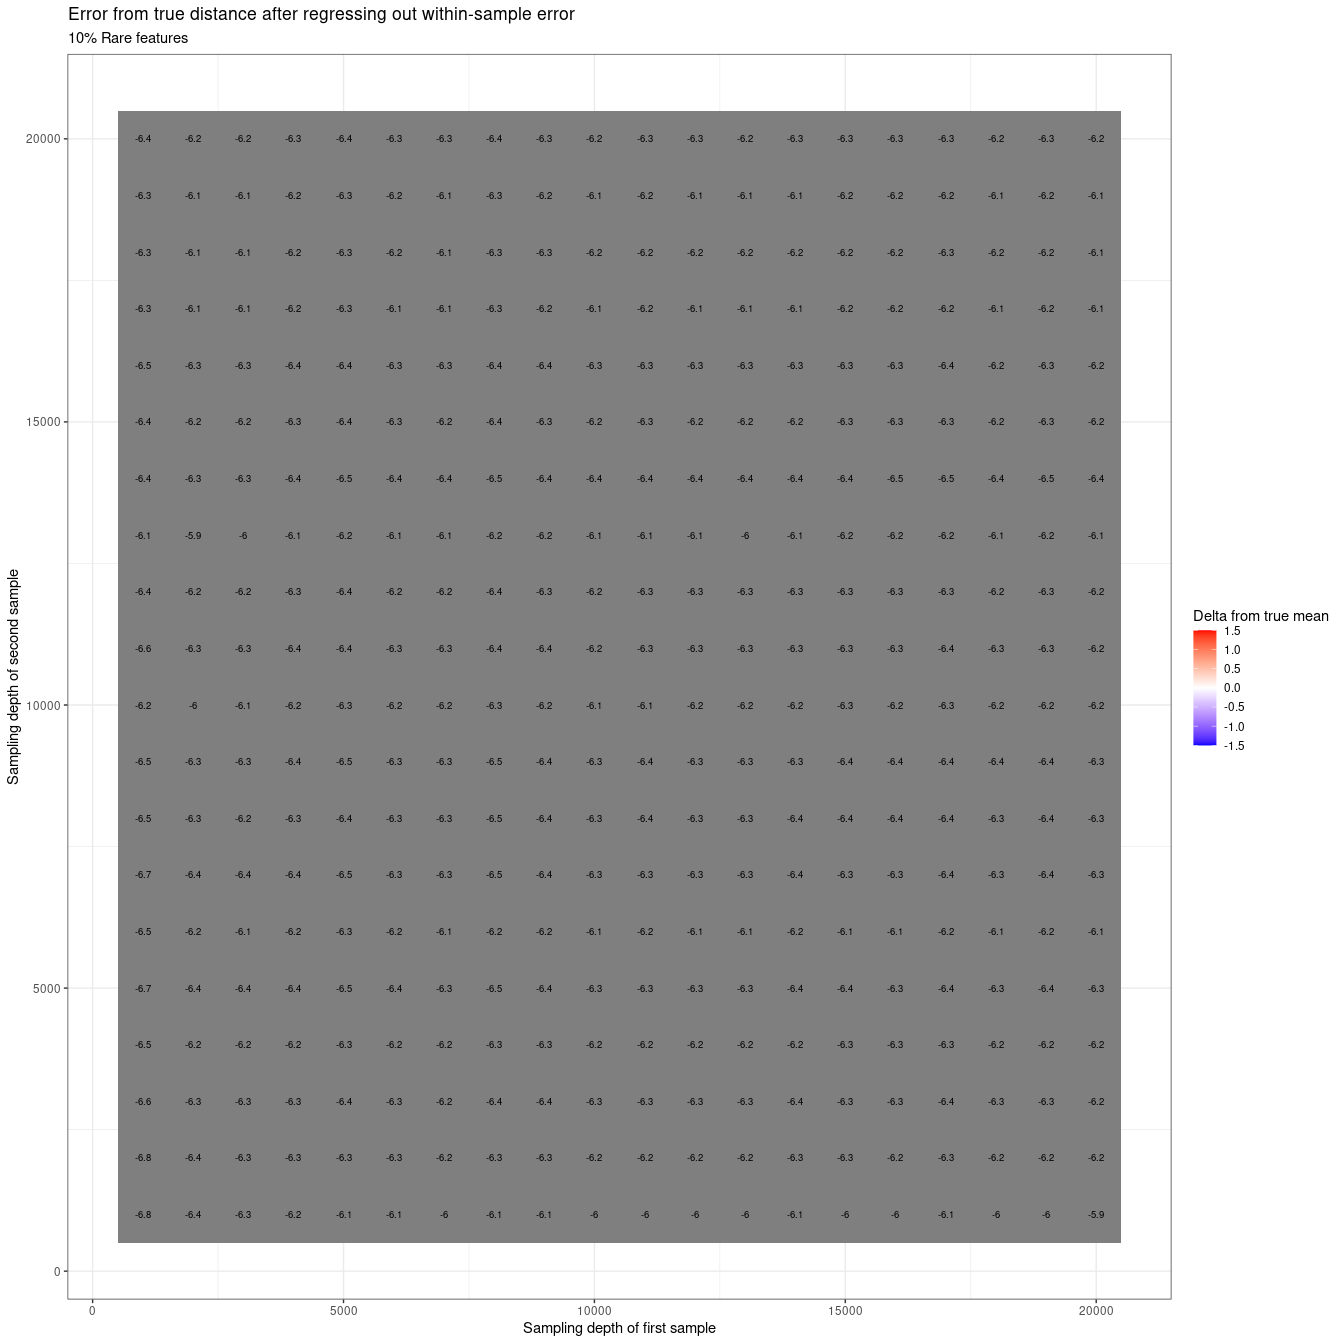 Error from true distance after regressing out within-sample error
10% Rare features
20000 -6.4 -6.2 -6.2 -6.3 -6.4 -6.3 -6.3 -6.4 -6.3 -6.2 -6.3 -6.3 -6.2 -6.3 -6.3 -6.3 -6.3 -6.2 -6.3 -6.2
-6.3 -6.1 -6.1 -6.2 -6.3 -6.2 -6.1 -6.3 -6.2 -6.1 -6.2 -6.1 -6.1 -6.1 -6.2 -6.2 -6.2 -6.1 -6.2 -6.1
-6.3 -6.1 -6.1 -6.2 -6.3 -6.2 -6.1 -6.3 -6.3 -6.2 -6.2 -6.2 -6.2 -6.2 -6.2 -6.2 -6.3 -6.2 -6.2 -6.1
-6.3 -6.1 -6.1 -6.2 -6.3 -6.1 -6.1 -6.3 -6.2 -6.1 -6.2 -6.1 -6.1 -6.1 -6.2 -6.2 -6.2 -6.1 -6.2 -6.1
-6.5 -6.3 -6.3 -6.4 -6.4 -6.3 -6.3 -6.4 -6.4 -6.3 -6.3 -6.3 -6.3 -6.3 -6.3 -6.3 -6.4 -6.2 -6.3 -6.2
15000 -6.4 -6.2 -6.2 -6.3 -6.4 -6.3 -6.2 -6.4 -6.3 -6.2 -6.3 -6.2 -6.2 -6.2 -6.3 -6.3 -6.3 -6.2 -6.3 -6.2
-6.4 -6.3 -6.3 -6.4 -6.5 -6.4 -6.4 -6.5 -6.4 -6.4 -6.4 -6.4 -6.4 -6.4 -6.4 -6.5 -6.5 -6.4 -6.5 -6.4
-6.1 -5.9 -6 -6.1 -6.2 -6.1 -6.1 -6.2 -6.2 -6.1 -6.1 -6.1 -6 -6.1 -6.2 -6.2 -6.2 -6.1 -6.2 -6.1
-6.4 -6.2 -6.2 -6.3 -6.4 -6.2 -6.2 -6.4 -6.3 -6.2 -6.3 -6.3 -6.2 -6.3 -6.3 -6.3 -6.3 -6.2 -6.3 -6.2
-6.6 -6.3 -6.3 -6.4 -6.4 -6.3 -6.3 -6.4 -6.4 -6.2 -6.3 -6.3 -6.3 -6.3 -6.3 -6.3 -6.4 -6.3 -6.3 -6.2
10000 -6.2 -6 -6.1 -6.2 -6.3 -6.2 -6.2 -6.3 -6.2 -6.1 -6.1 -6.2 -6.2 -6.2 -6.3 -6.2 -6.3 -6.2 -6.2 -6.2
-6.5 -6.3 -6.3 -6.4 -6.5 -6.3 -6.3 -6.5 -6.4 -6.3 -6.4 -6.3 -6.3 -6.3 -6.4 -6.4 -6.4 -6.4 -6.4 -6.3
-6.5 -6.3 -6.2 -6.3 -6.4 -6.3 -6.3 -6.5 -6.4 -6.3 -6.4 -6.3 -6.3 -6.4 -6.4 -6.4 -6.4 -6.3 -6.4 -6.3
-6.7 -6.4 -6.4 -6.4 -6.5 -6.3 -6.3 -6.5 -6.4 -6.3 -6.3 -6.3 -6.3 -6.4 -6.3 -6.3 -6.4 -6.3 -6.4 -6.3
-6.5 -6.2 -6.1 -6.2 -6.3 -6.2 -6.1 -6.2 -6.2 -6.1 -6.2 -6.1 -6.1 -6.2 -6.1 -6.1 -6.2 -6.1 -6.2 -6.1
5000 -6.7 -6.4 -6.4 -6.4 -6.5 -6.4 -6.3 -6.5 -6.4 -6.3 -6.3 -6.3 -6.3 -6.4 -6.4 -6.3 -6.4 -6.3 -6.4 -6.3
-6.5 -6.2 -6.2 -6.2 -6.3 -6.2 -6.2 -6.3 -6.3 -6.2 -6.2 -6.2 -6.2 -6.2 -6.3 -6.3 -6.3 -6.2 -6.2 -6.2
-6.6 -6.3 -6.3 -6.3 -6.4 -6.3 -6.2 -6.4 -6.4 -6.3 -6.3 -6.3 -6.3 -6.4 -6.3 -6.3 -6.4 -6.3 -6.3 -6.2
-6.8 -6.4 -6.3 -6.3 -6.3 -6.3 -6.2 -6.3 -6.3 -6.2 -6.2 -6.2 -6.2 -6.3 -6.3 -6.2 -6.3 -6.2 -6.2 -6.2
-6.8 -6.4 -6.3 -6.2 -6.1 -6.1 -6 -6.1 -6.1 -6 -6 -6 -6 -6.1 -6 -6 -6.1 -6 -6 -5.9
0
0 5000 10000 15000 20000
Sampling depth of first sample
Sampling depth of second sample
Delta from true mean
1.5
1.0
0.5
0.0
-0.5
-1.0
-1.5